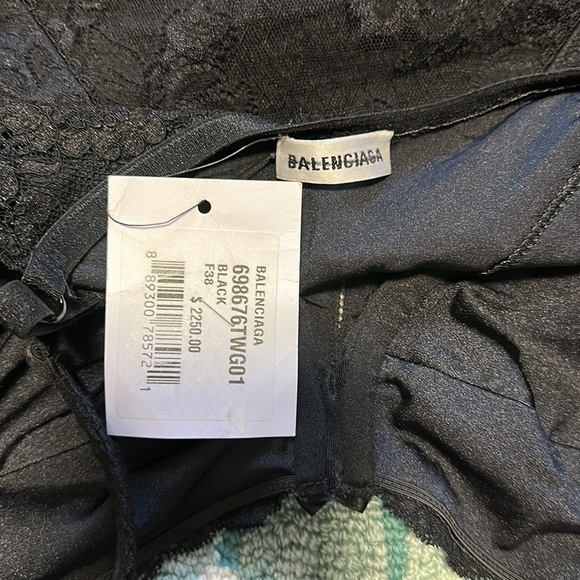 BALENCIAGA
BALENCIAGA
698676TWG01
BLACK
F38
$ 2250.00
8 89300 78572 1